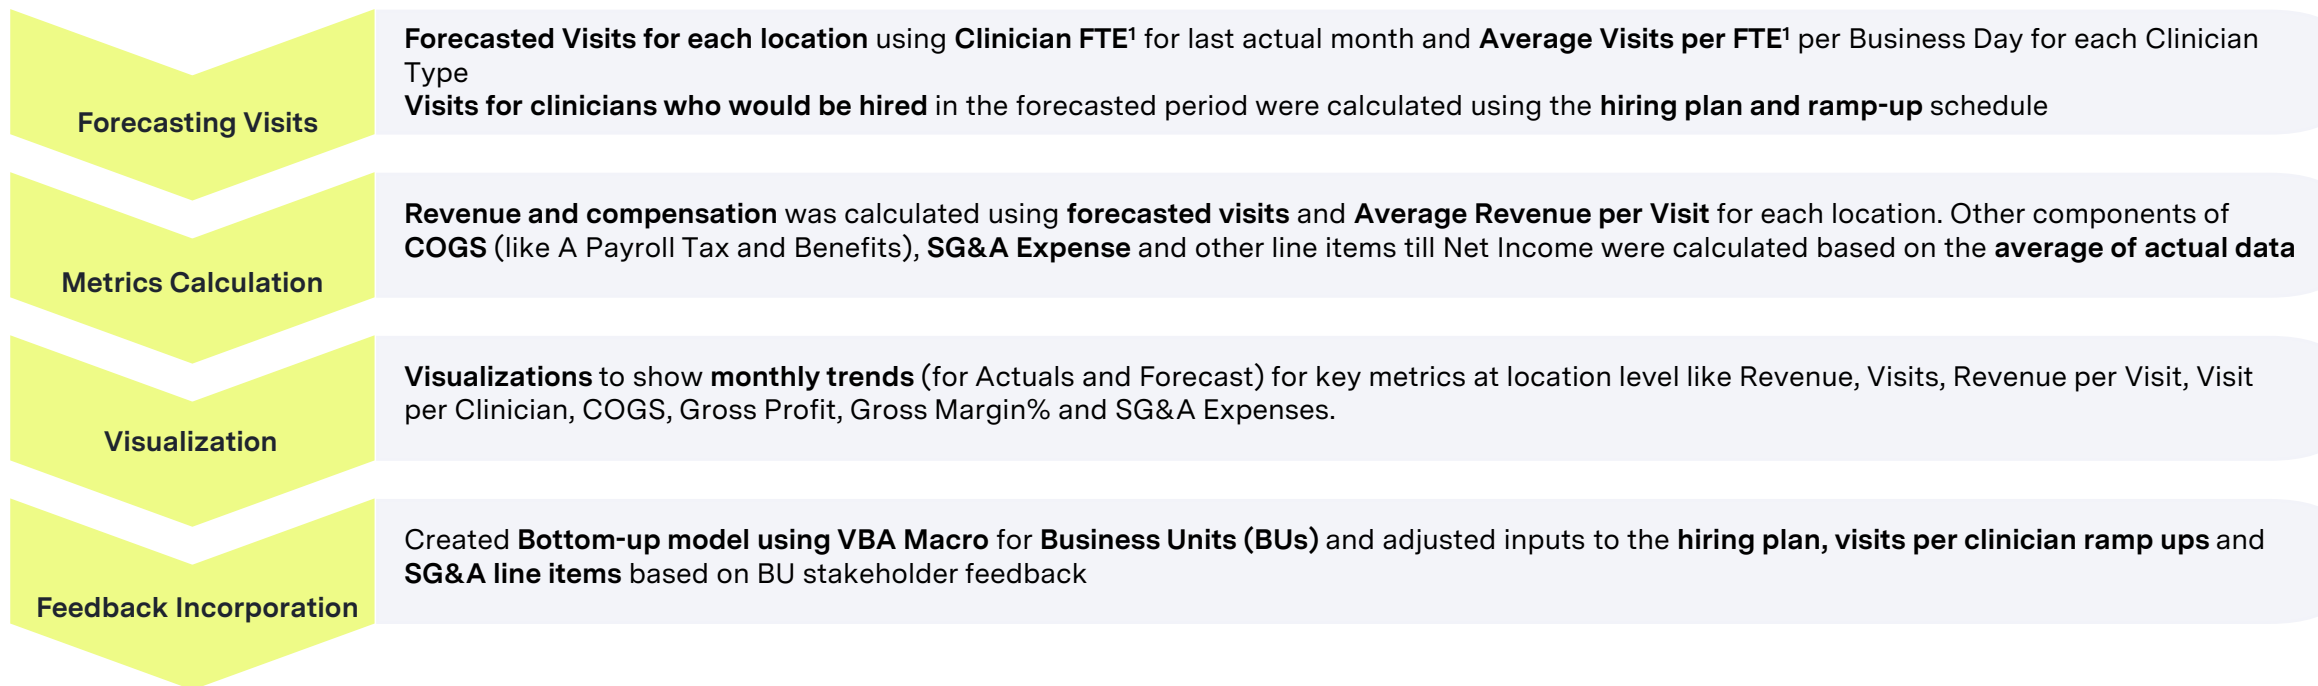 Forecasted Visits for each location using Clinician FTE¹ for last actual month and Average Visits per FTE¹ per Business Day for each Clinician
Type
Visits for clinicians who would be hired in the forecasted period were calculated using the hiring plan and ramp-up schedule
Forecasting Visits
Revenue and compensation was calculated using forecasted visits and Average Revenue per Visit for each location. Other components of
COGS (like A Payroll Tax and Benefits), SG&A Expense and other line items till Net Income were calculated based on the average of actual data
Metrics Calculation
Visualizations to show monthly trends (for Actuals and Forecast) for key metrics at location level like Revenue, Visits, Revenue per Visit, Visit
per Clinician, COGS, Gross Profit, Gross Margin% and SG&A Expenses.
Visualization
Created Bottom-up model using VBA Macro for Business Units (BUs) and adjusted inputs to the hiring plan, visits per clinician ramp ups and
SG&A line items based on BU stakeholder feedback
Feedback Incorporation